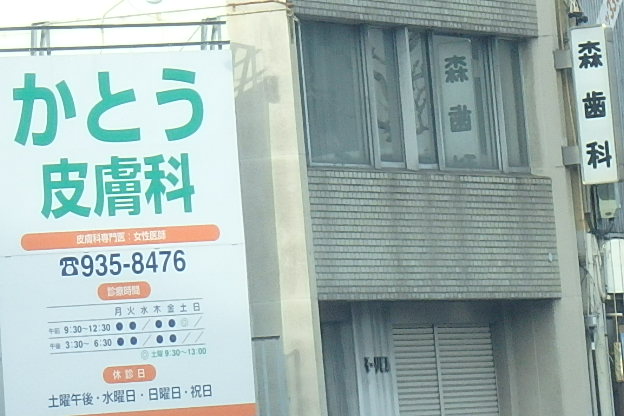 かとう
皮膚科
皮膚科専門医:女性医師
☎935-8476
診療時間
月火水木金土日
午前 9:30~12:30 ●●/●●◎/
午後 3:30~ 6:30 ●●/●●//
◎土曜 9:30~13:00
休診日
土曜午後・水曜日・日曜日・祝日
森歯科
森歯科